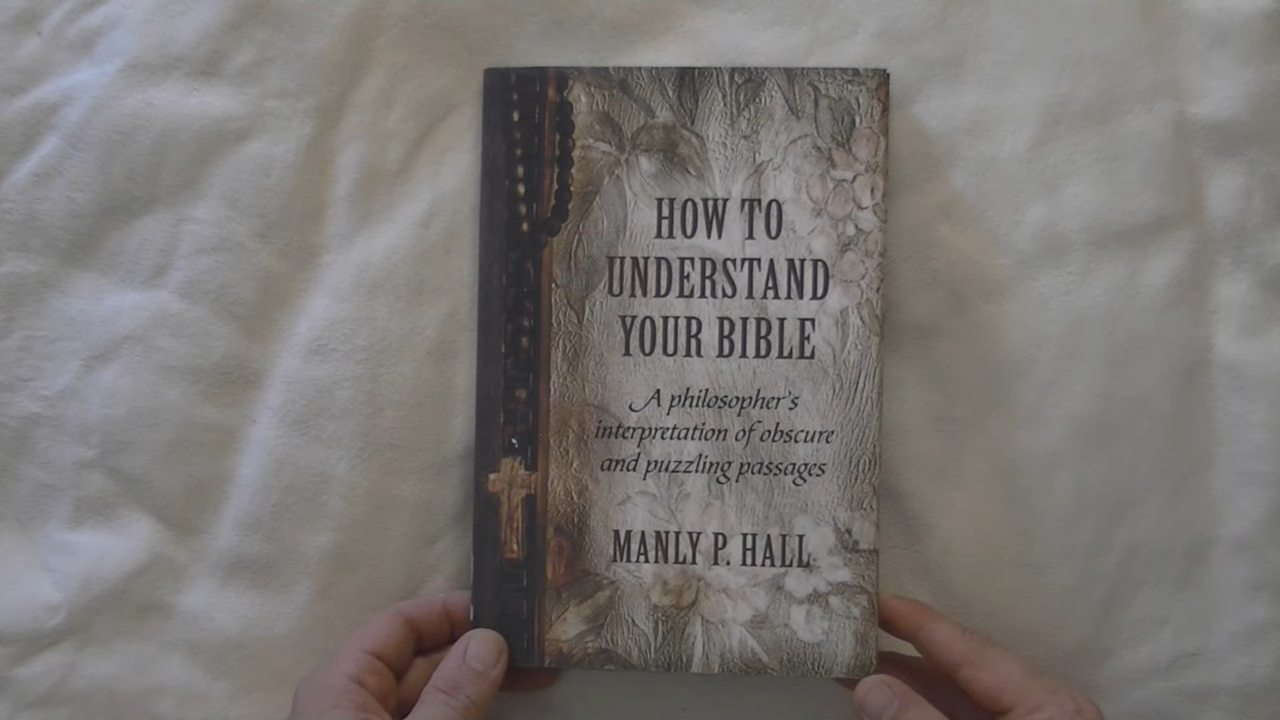 HOW TO
UNDERSTAND
YOUR BIBLE
A philosopher's
interpretation of obscure
and puzzling passages
MANLY P. HALL